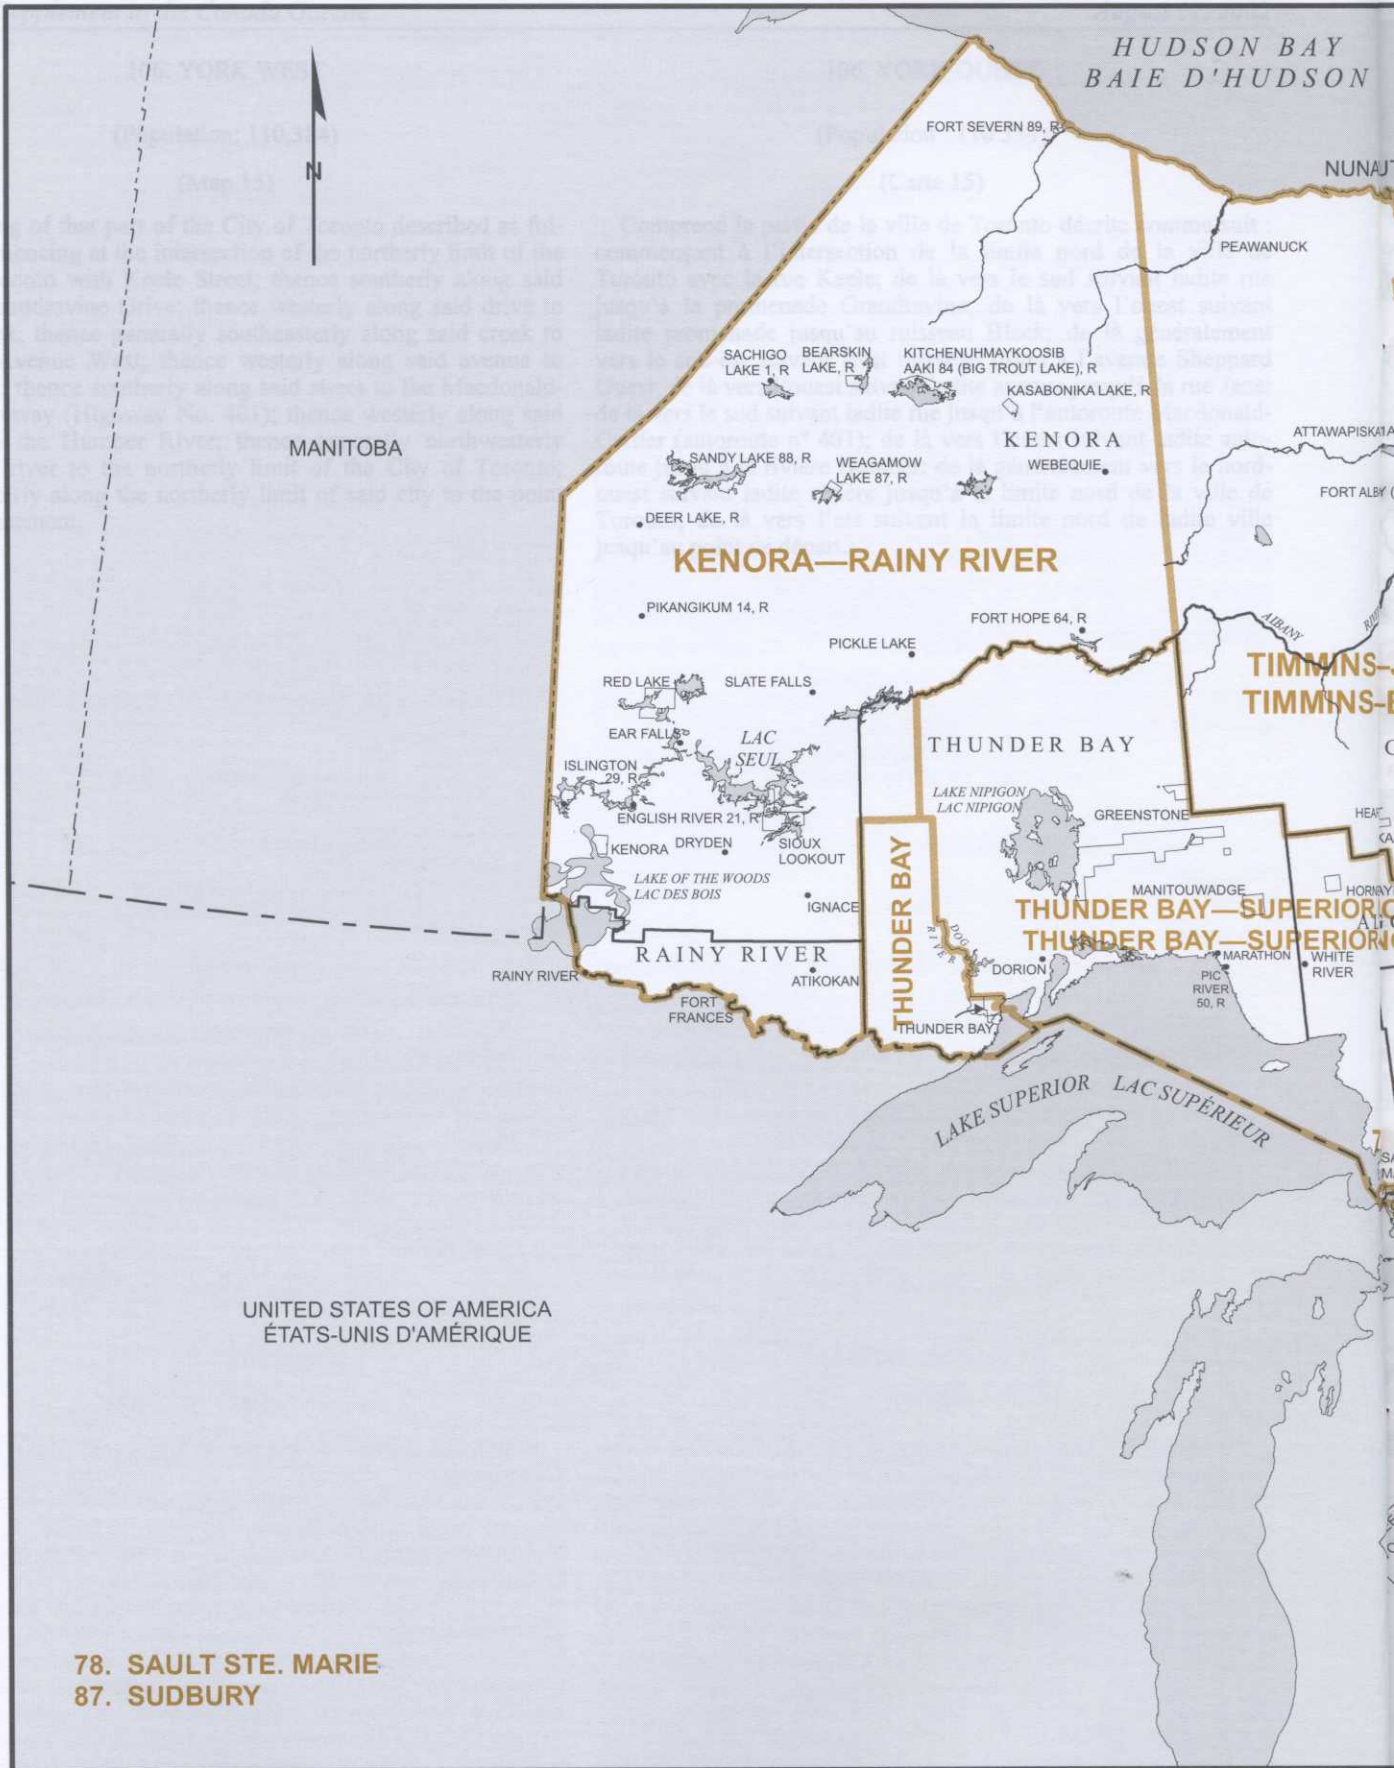 HUDSON BAY
BAIE D'HUDSON
FORT SEVERN 89, R
N
PEAWANUCK
SACHIGO
LAKE 1, R
BEARSKIN
LAKE, R
KITCHENUHMAYKOOSIB
AAKI 84 (BIG TROUT LAKE), R
KASABONIKA LAKE, R
MANITOBA
KENORA
SANDY LAKE 88, R
WEAGAMOW
LAKE 87, R
WEBEQUIE
DEER LAKE, R
KENORA—RAINY RIVER
PIKANGIKUM 14, R
FORT HOPE 64, R
ALBANY
PICKLE LAKE
RED LAKE
SLATE FALLS
TIMMINS-
TIMMINS-
EAR FALLS
LAC
SEUL
THUNDER BAY
ISLINGTON
29, R
LAKE NIPIGON
LAC NIPIGON
GREENSTONE
ENGLISH RIVER 21, R
KENORA
DRYDEN
SIOUX
LOOKOUT
THUNDER BAY
LAKE OF THE WOODS
LAC DES BOIS
IGNACE
MANITOUWADGE
THUNDER BAY—SUPERIOR
THUNDER BAY—SUPERIOR
DOG
RIVER
RAINY RIVER
DORION
MARATHON
WHITE
RIVER
RAINY RIVER
ATIKOKAN
PIC
RIVER
50, R
FORT
FRANCES
THUNDER BAY
LAKE SUPERIOR LAC SUPÉRIEUR
UNITED STATES OF AMERICA
ÉTATS-UNIS D'AMÉRIQUE
78. SAULT STE. MARIE
87. SUDBURY